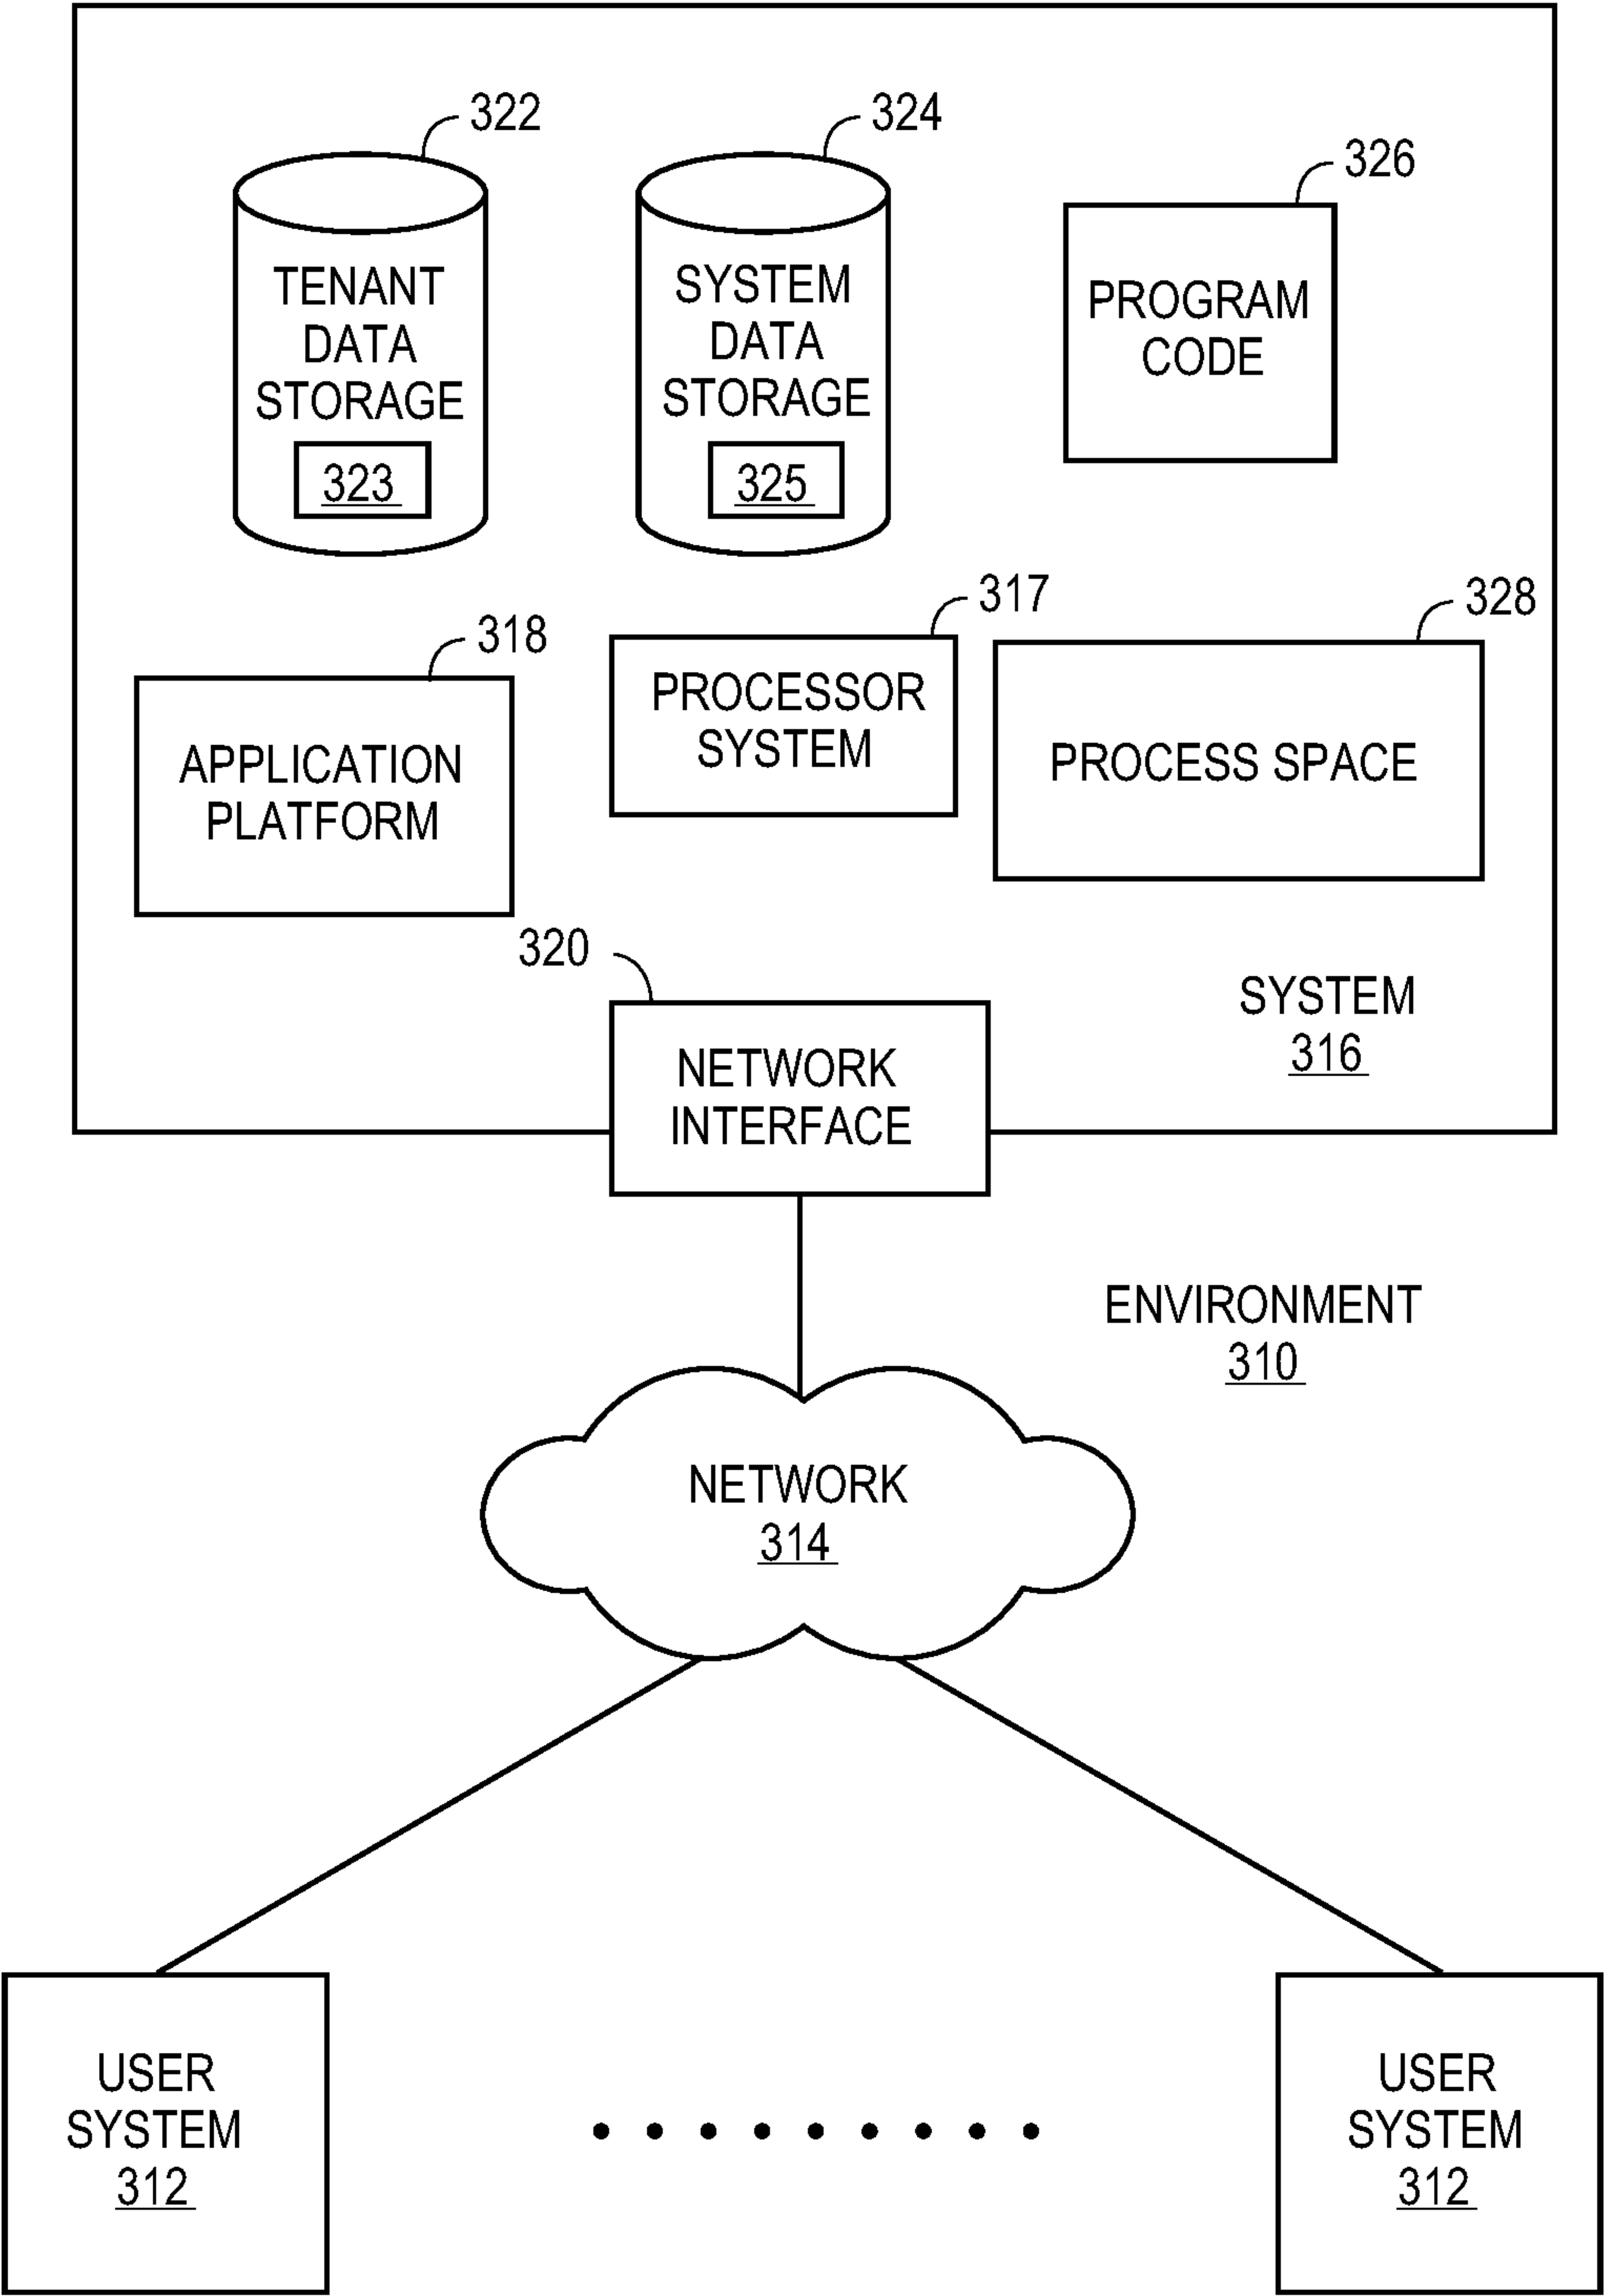 322
324
326
TENANT
DATA
STORAGE
323
SYSTEM
DATA
STORAGE
325
PROGRAM
CODE
318
317
328
APPLICATION
PLATFORM
PROCESSOR
SYSTEM
PROCESS SPACE
320
NETWORK
INTERFACE
SYSTEM
316
ENVIRONMENT
310
NETWORK
314
USER
SYSTEM
312
USER
SYSTEM
312